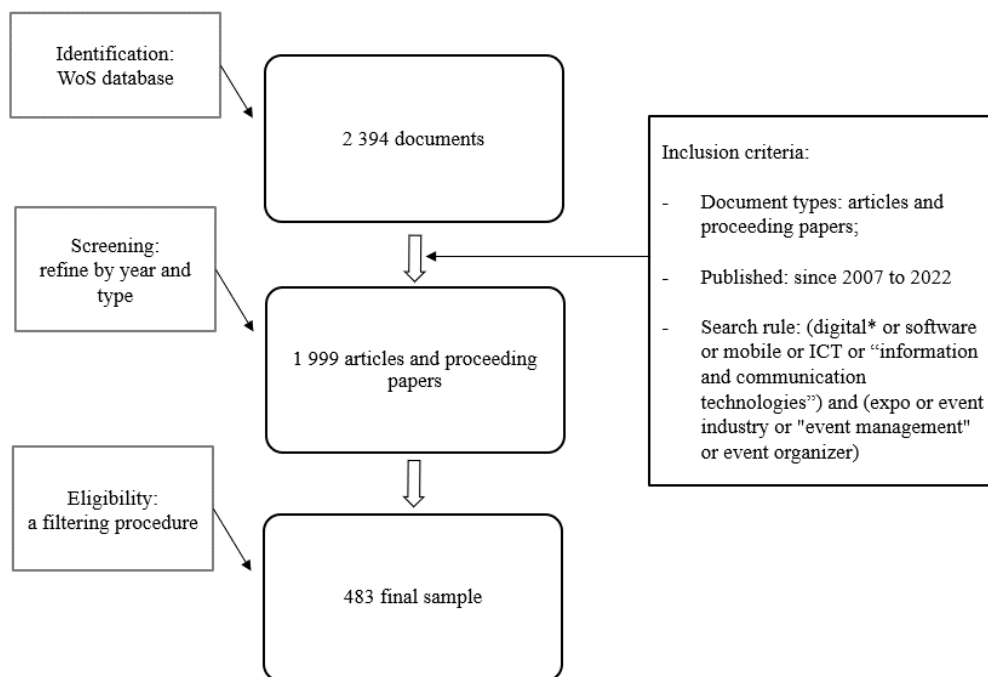 Identification:
WoS database
2 394 documents
Inclusion criteria:
- Document types: articles and
proceeding papers;
- Published: since 2007 to 2022
- Search rule: (digital* or software
or mobile or ICT or “information
and communication
technologies”) and (expo or event
industry or "event management"
or event organizer)
Screening:
refine by year and
type
1 999 articles and proceeding
papers
Eligibility:
a filtering procedure
483 final sample